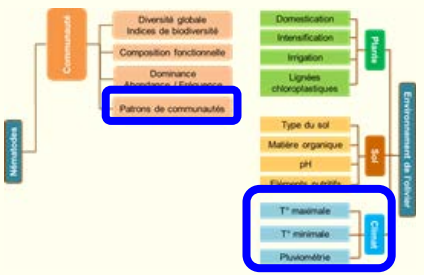 Nématodes
Communauté
Diversité globale
Indices de biodiversité
Composition fonctionnelle
Dominance
Abondance / Fréquence
Patrons de communautés
Domestication
Intensification
Irrigation
Lignées
chloroplastiques
Plante
Type du sol
Matière organique
pH
Eléments nutritifs
Sol
T° maximale
T° minimale
Pluviométrie
Climat
Environnement de l'olivier